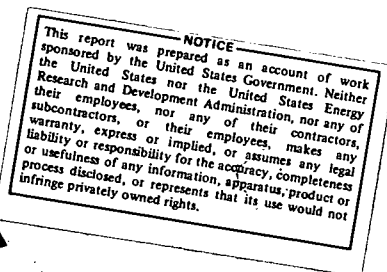 NOTICE
This report was prepared as an account of work
sponsored by the United States Government. Neither
the United States nor the United States Energy
Research and Development Administration, nor any of
their employees, nor any of their contractors,
subcontractors, or their employees, makes any
warranty, express or implied, or assumes any legal
liability or responsibility for the accuracy, completeness
or usefulness of any information, apparatus, product or
process disclosed, or represents that its use would not
infringe privately owned rights.